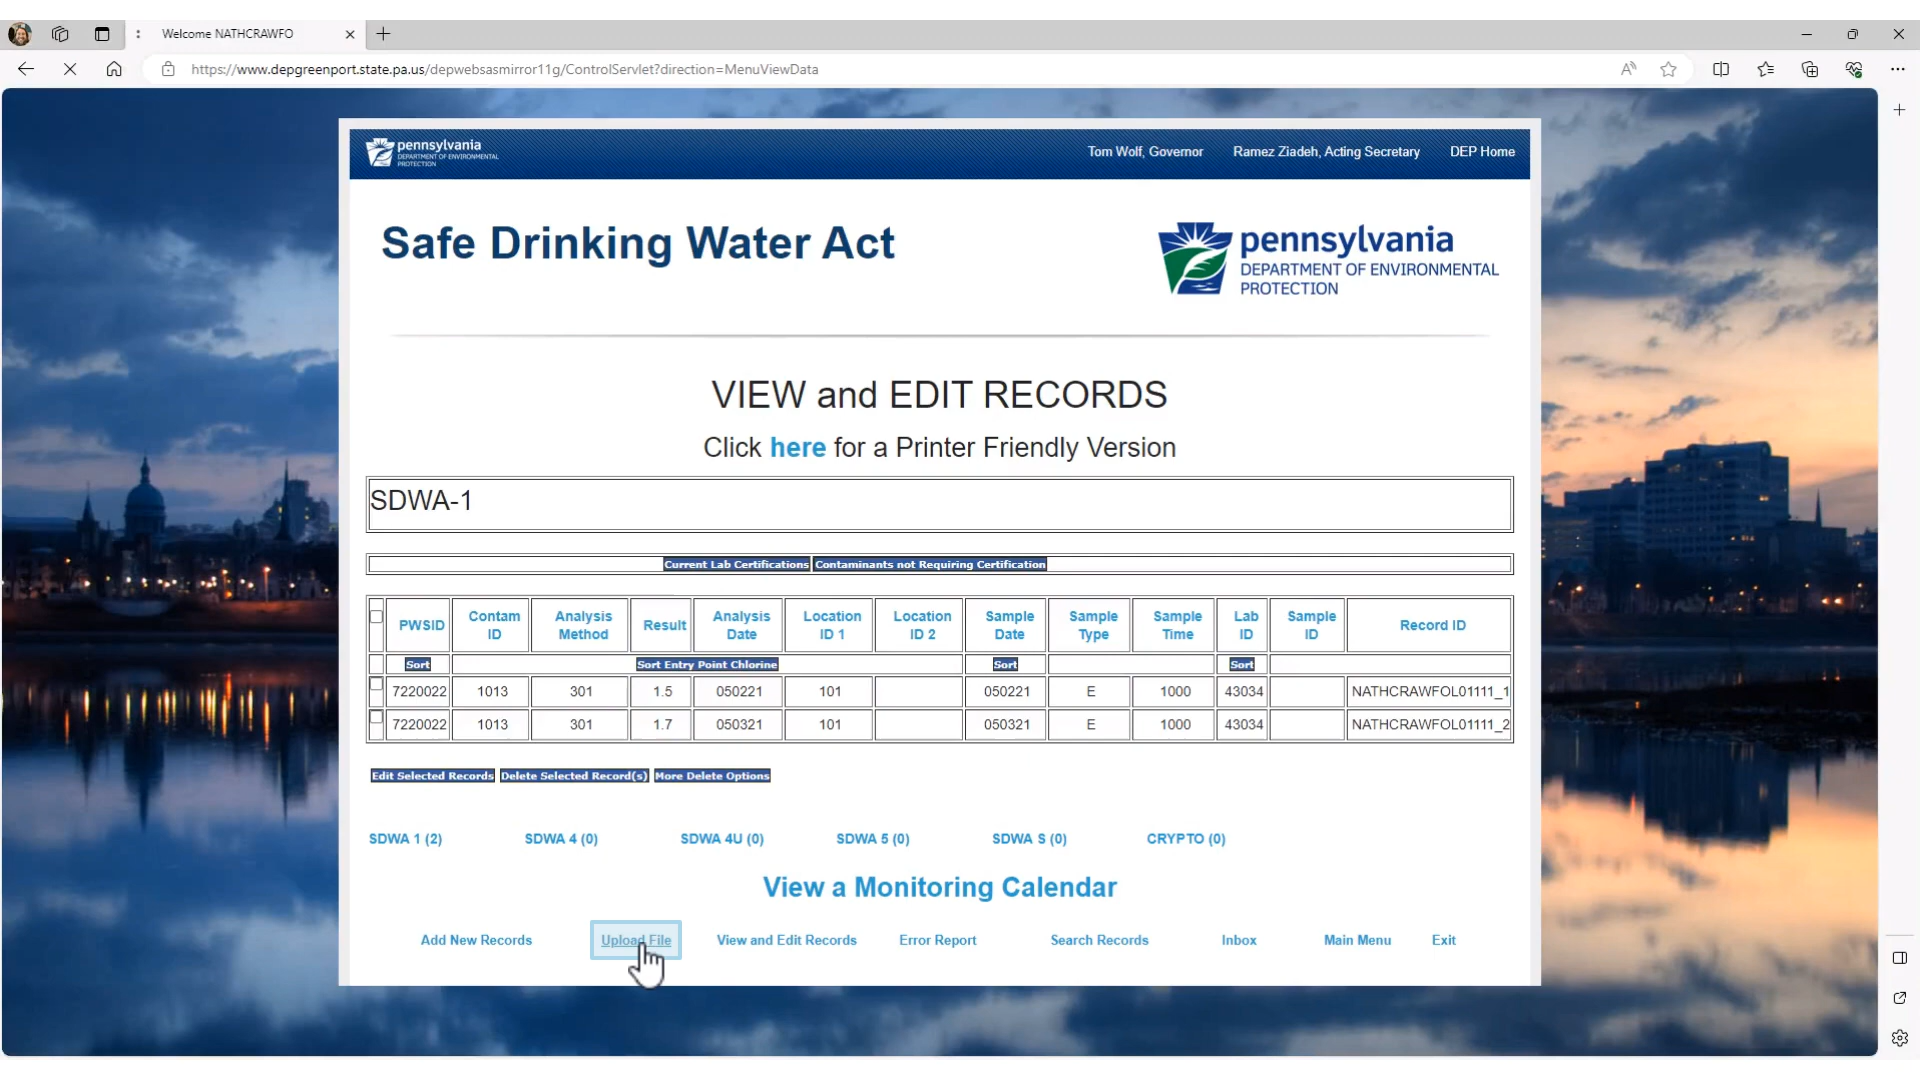 Welcome NATHCRAWFO
https://www.depgreenport.state.pa.us/depwebsasmirror11g/ControlServlet?direction=MenuViewData
pennsylvania
DEPARTMENT OF ENVIRONMENTAL
PROTECTION
Tom Wolf, Governor Ramez Ziadeh, Acting Secretary DEP Home
Safe Drinking Water Act
pennsylvania
DEPARTMENT OF ENVIRONMENTAL
PROTECTION
VIEW and EDIT RECORDS
Click here for a Printer Friendly Version
SDWA-1
Current Lab Certifications Contaminants not Requiring Certification
PWSID Contam ID Analysis Method Result Analysis Date Location ID 1 Location ID 2 Sample Date Sample Type Sample Time Lab ID Sample ID Record ID
Sort Sort Entry Point Chlorine Sort Sort
7220022 1013 301 1.5 050221 101 050221 E 1000 43034 NATHCRAWFOL01111_1
7220022 1013 301 1.7 050321 101 050321 E 1000 43034 NATHCRAWFOL01111_2
Edit Selected Records Delete Selected Record(s) More Delete Options
SDWA 1 (2) SDWA 4 (0) SDWA 4U (0) SDWA 5 (0) SDWA S (0) CRYPTO (0)
View a Monitoring Calendar
Add New Records Upload File View and Edit Records Error Report Search Records Inbox Main Menu Exit